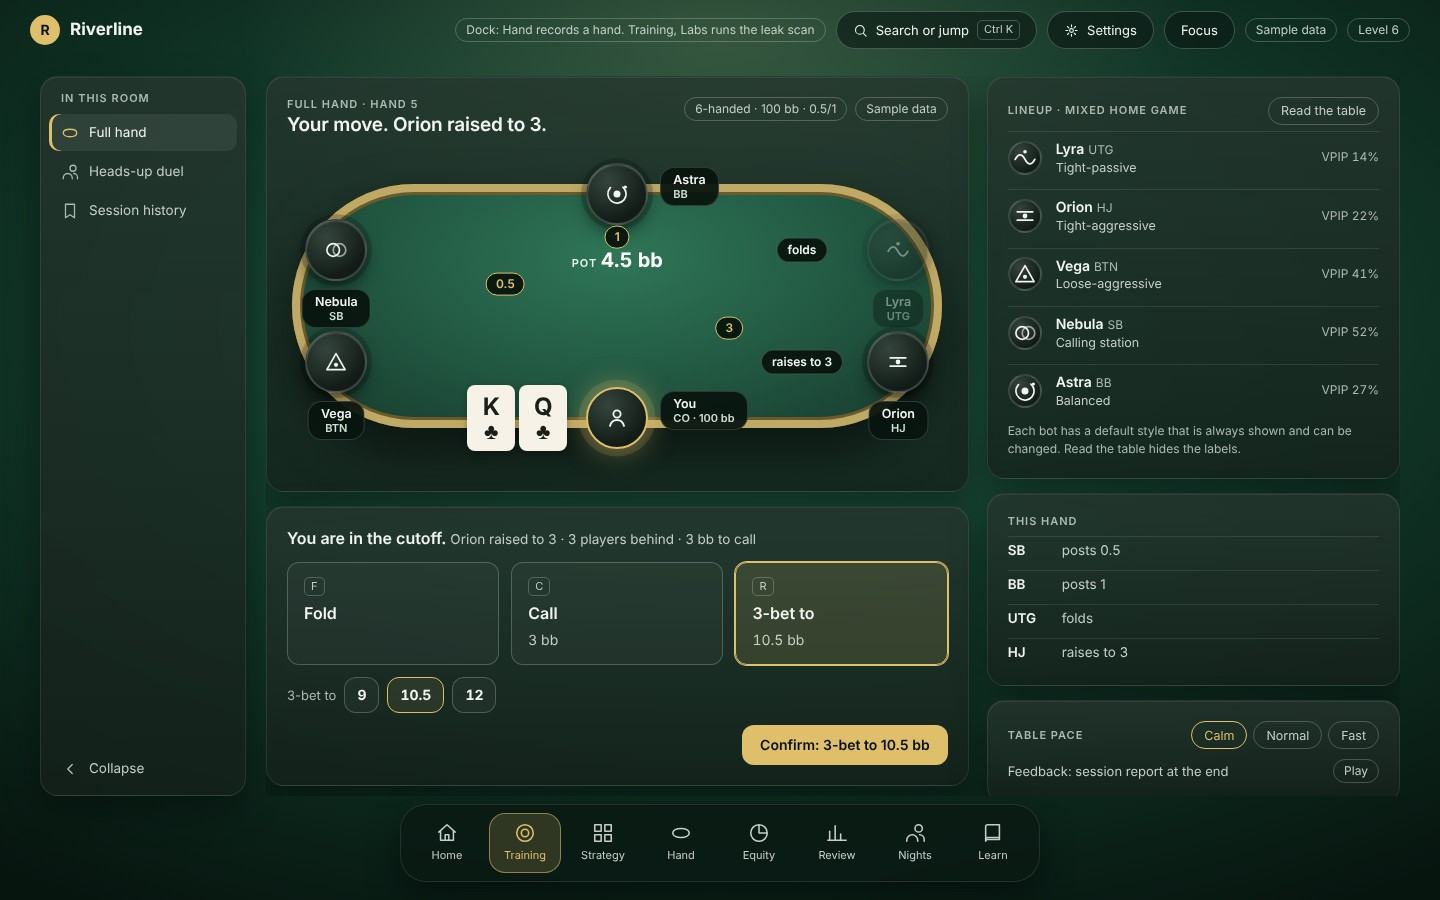 R Riverline
Dock: Hand records a hand. Training, Labs runs the leak scan
Search or jump Ctrl K
Settings
Focus
Sample data
Level 6
IN THIS ROOM
Full hand
Heads-up duel
Session history
Collapse
FULL HAND · HAND 5
Your move. Orion raised to 3.
6-handed · 100 bb · 0.5/1
Sample data
Astra
BB
1
POT 4.5 bb
folds
0.5
Nebula
SB
Lyra
UTG
3
raises to 3
Vega
BTN
K
♣
Q
♣
You
CO · 100 bb
Orion
HJ
You are in the cutoff. Orion raised to 3 · 3 players behind · 3 bb to call
F
Fold
C
Call
3 bb
R
3-bet to
10.5 bb
3-bet to 9 10.5 12
Confirm: 3-bet to 10.5 bb
LINEUP · MIXED HOME GAME
Read the table
Lyra UTG
Tight-passive
VPIP 14%
Orion HJ
Tight-aggressive
VPIP 22%
Vega BTN
Loose-aggressive
VPIP 41%
Nebula SB
Calling station
VPIP 52%
Astra BB
Balanced
VPIP 27%
Each bot has a default style that is always shown and can be
changed. Read the table hides the labels.
THIS HAND
SB posts 0.5
BB posts 1
UTG folds
HJ raises to 3
TABLE PACE
Calm Normal Fast
Feedback: session report at the end
Play
Home
Training
Strategy
Hand
Equity
Review
Nights
Learn